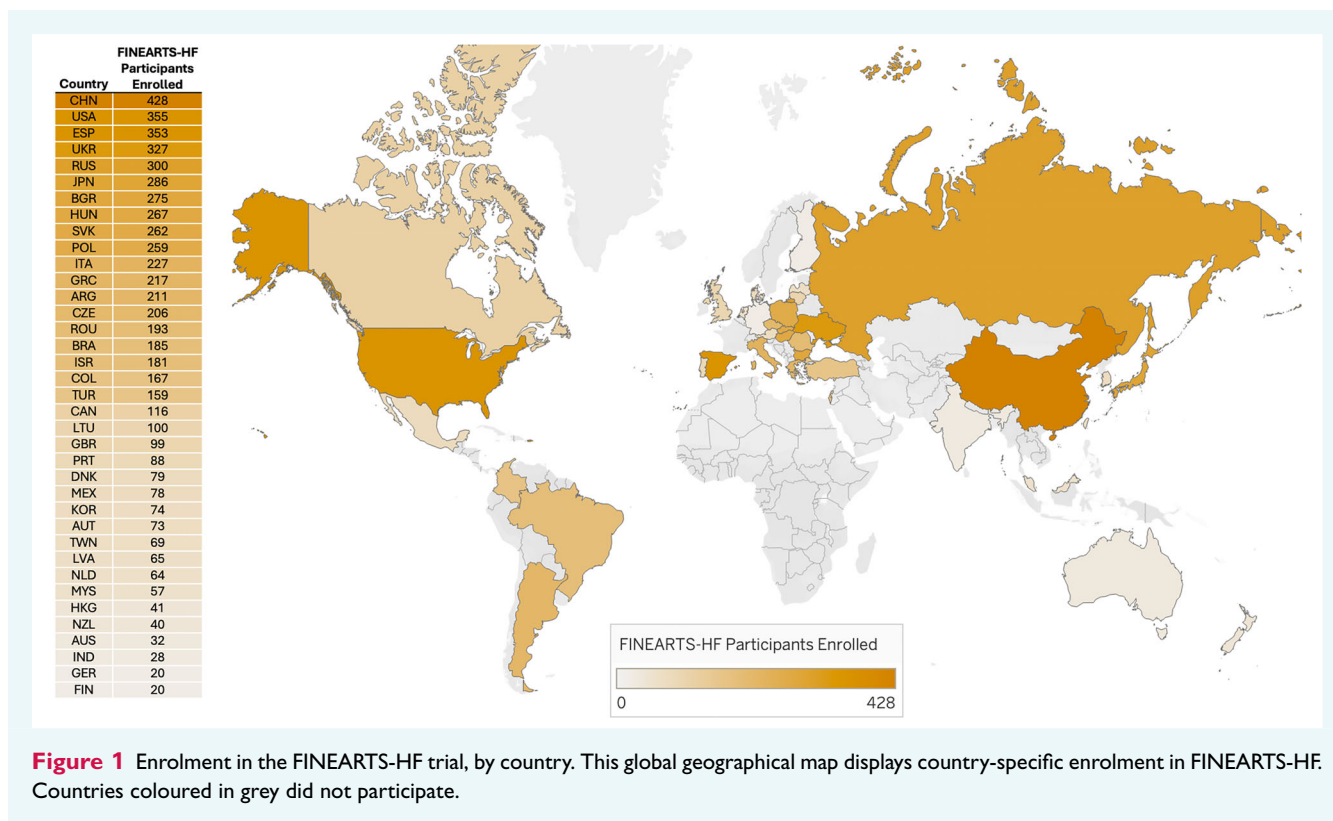 FINEARTS-HF
Participants
Country Enrolled
CHN 428
USA 355
ESP 353
UKR 327
RUS 300
JPN 286
BGR 275
HUN 267
SVK 262
POL 259
ITA 227
GRC 217
ARG 211
CZE 206
ROU 193
BRA 185
ISR 181
COL 167
TUR 159
CAN 116
LTU 100
GBR 99
PRT 88
DNK 79
MEX 78
KOR 74
AUT 73
TWN 69
LVA 65
NLD 64
MYS 57
HKG 41
NZL 40
AUS 32
IND 28
GER 20
FIN 20
FINEARTS-HF Participants Enrolled
0 428
Figure 1 Enrolment in the FINEARTS-HF trial, by country. This global geographical map displays country-specific enrolment in FINEARTS-HF.
Countries coloured in grey did not participate.